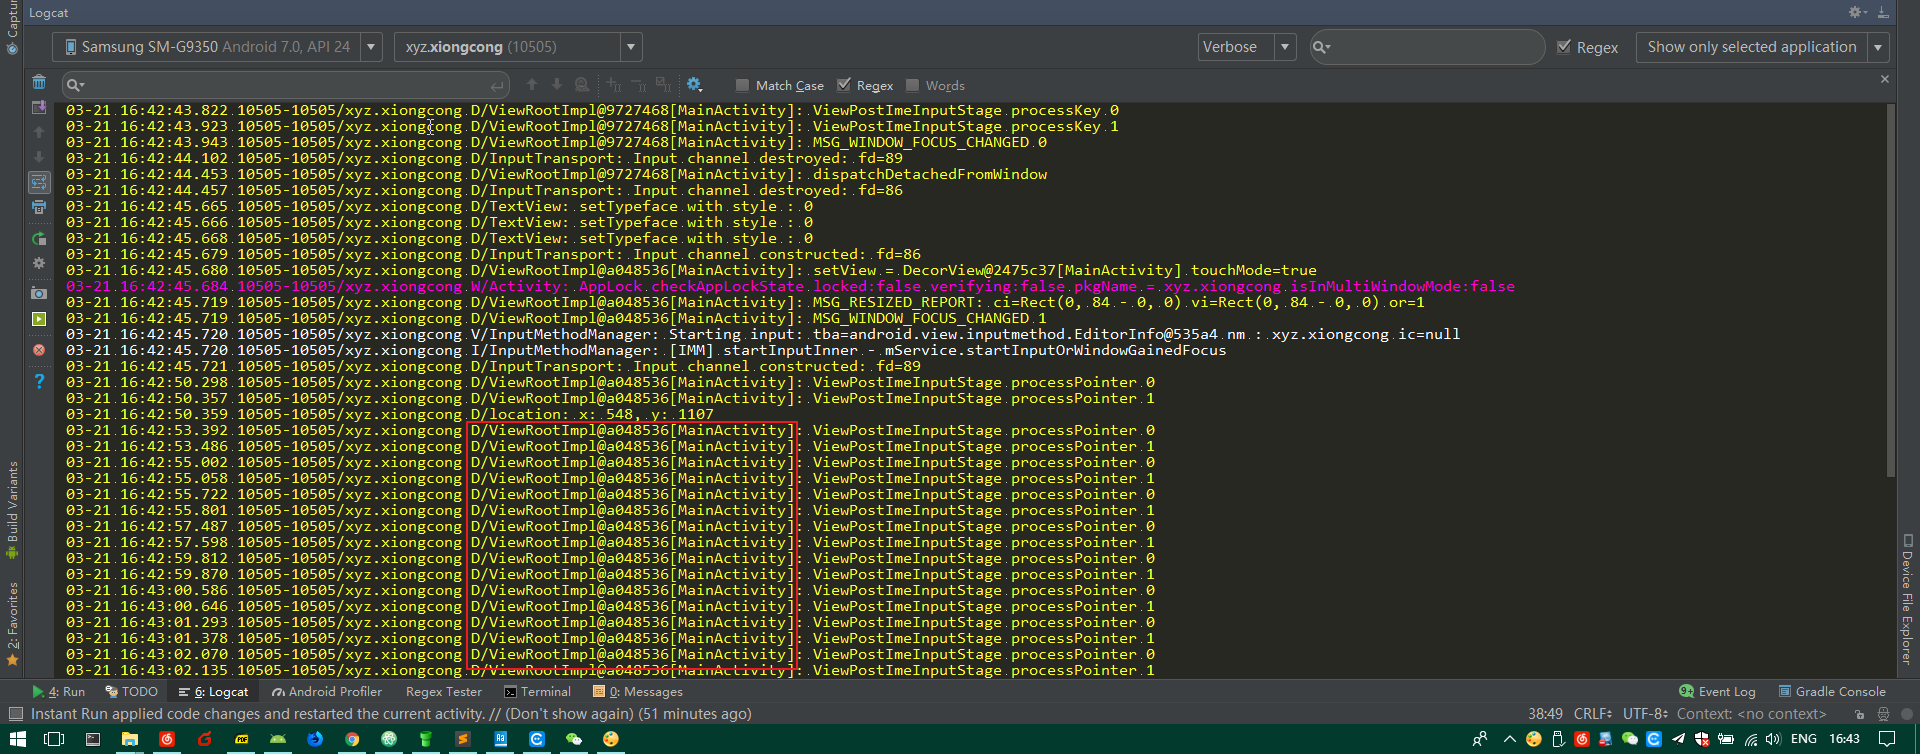 Logcat
Captur
Samsung SM-G9350 Android 7.0, API 24
xyz.xiongcong (10505)
Verbose
Regex
Show only selected application
Match Case
Regex
Words
03-21 16:42:43.822 10505-10505/xyz.xiongcong D/ViewRootImpl@9727468[MainActivity]: ViewPostImeInputStage processKey 0
03-21 16:42:43.923 10505-10505/xyz.xiongcong D/ViewRootImpl@9727468[MainActivity]: ViewPostImeInputStage processKey 1
03-21 16:42:43.943 10505-10505/xyz.xiongcong D/ViewRootImpl@9727468[MainActivity]: MSG_WINDOW_FOCUS_CHANGED 0
03-21 16:42:44.102 10505-10505/xyz.xiongcong D/InputTransport: Input channel destroyed: fd=89
03-21 16:42:44.453 10505-10505/xyz.xiongcong D/ViewRootImpl@9727468[MainActivity]: dispatchDetachedFromWindow
03-21 16:42:44.457 10505-10505/xyz.xiongcong D/InputTransport: Input channel destroyed: fd=86
03-21 16:42:45.665 10505-10505/xyz.xiongcong D/TextView: setTypeface with style : 0
03-21 16:42:45.666 10505-10505/xyz.xiongcong D/TextView: setTypeface with style : 0
03-21 16:42:45.668 10505-10505/xyz.xiongcong D/TextView: setTypeface with style : 0
03-21 16:42:45.679 10505-10505/xyz.xiongcong D/InputTransport: Input channel constructed: fd=86
03-21 16:42:45.680 10505-10505/xyz.xiongcong D/ViewRootImpl@a048536[MainActivity]: setView = DecorView@2475c37[MainActivity] touchMode=true
03-21 16:42:45.684 10505-10505/xyz.xiongcong W/Activity: AppLock checkAppLockState locked:false verifying:false pkgName = xyz.xiongcong isInMultiWindowMode:false
03-21 16:42:45.719 10505-10505/xyz.xiongcong D/ViewRootImpl@a048536[MainActivity]: MSG_RESIZED_REPORT: ci=Rect(0, 84 - 0, 0) vi=Rect(0, 84 - 0, 0) or=1
03-21 16:42:45.719 10505-10505/xyz.xiongcong D/ViewRootImpl@a048536[MainActivity]: MSG_WINDOW_FOCUS_CHANGED 1
03-21 16:42:45.720 10505-10505/xyz.xiongcong V/InputMethodManager: Starting input: tba=android.view.inputmethod.EditorInfo@535a4 nm : xyz.xiongcong ic=null
03-21 16:42:45.720 10505-10505/xyz.xiongcong I/InputMethodManager: [IMM] startInputInner - mService.startInputOrWindowGainedFocus
03-21 16:42:45.721 10505-10505/xyz.xiongcong D/InputTransport: Input channel constructed: fd=89
03-21 16:42:50.298 10505-10505/xyz.xiongcong D/ViewRootImpl@a048536[MainActivity]: ViewPostImeInputStage processPointer 0
03-21 16:42:50.357 10505-10505/xyz.xiongcong D/ViewRootImpl@a048536[MainActivity]: ViewPostImeInputStage processPointer 1
03-21 16:42:50.359 10505-10505/xyz.xiongcong D/location: x: 548, y: 1107
03-21 16:42:53.392 10505-10505/xyz.xiongcong D/ViewRootImpl@a048536[MainActivity]: ViewPostImeInputStage processPointer 0
03-21 16:42:53.486 10505-10505/xyz.xiongcong D/ViewRootImpl@a048536[MainActivity]: ViewPostImeInputStage processPointer 1
03-21 16:42:55.002 10505-10505/xyz.xiongcong D/ViewRootImpl@a048536[MainActivity]: ViewPostImeInputStage processPointer 0
03-21 16:42:55.058 10505-10505/xyz.xiongcong D/ViewRootImpl@a048536[MainActivity]: ViewPostImeInputStage processPointer 1
03-21 16:42:55.722 10505-10505/xyz.xiongcong D/ViewRootImpl@a048536[MainActivity]: ViewPostImeInputStage processPointer 0
03-21 16:42:55.801 10505-10505/xyz.xiongcong D/ViewRootImpl@a048536[MainActivity]: ViewPostImeInputStage processPointer 1
03-21 16:42:57.487 10505-10505/xyz.xiongcong D/ViewRootImpl@a048536[MainActivity]: ViewPostImeInputStage processPointer 0
03-21 16:42:57.598 10505-10505/xyz.xiongcong D/ViewRootImpl@a048536[MainActivity]: ViewPostImeInputStage processPointer 1
03-21 16:42:59.812 10505-10505/xyz.xiongcong D/ViewRootImpl@a048536[MainActivity]: ViewPostImeInputStage processPointer 0
03-21 16:42:59.870 10505-10505/xyz.xiongcong D/ViewRootImpl@a048536[MainActivity]: ViewPostImeInputStage processPointer 1
03-21 16:43:00.586 10505-10505/xyz.xiongcong D/ViewRootImpl@a048536[MainActivity]: ViewPostImeInputStage processPointer 0
03-21 16:43:00.646 10505-10505/xyz.xiongcong D/ViewRootImpl@a048536[MainActivity]: ViewPostImeInputStage processPointer 1
03-21 16:43:01.293 10505-10505/xyz.xiongcong D/ViewRootImpl@a048536[MainActivity]: ViewPostImeInputStage processPointer 0
03-21 16:43:01.378 10505-10505/xyz.xiongcong D/ViewRootImpl@a048536[MainActivity]: ViewPostImeInputStage processPointer 1
03-21 16:43:02.070 10505-10505/xyz.xiongcong D/ViewRootImpl@a048536[MainActivity]: ViewPostImeInputStage processPointer 0
03-21 16:43:02.135 10505-10505/xyz.xiongcong D/ViewRootImpl@a048536[MainActivity]: ViewPostImeInputStage processPointer 1
Build Variants
2: Favorites
Device File Explorer
4: Run TODO 6: Logcat Android Profiler Regex Tester Terminal 0: Messages 9+ Event Log Gradle Console
Instant Run applied code changes and restarted the current activity. // (Don't show again) (51 minutes ago) 38:49 CRLF UTF-8 Context: <no context>
PDF
ENG 16:43